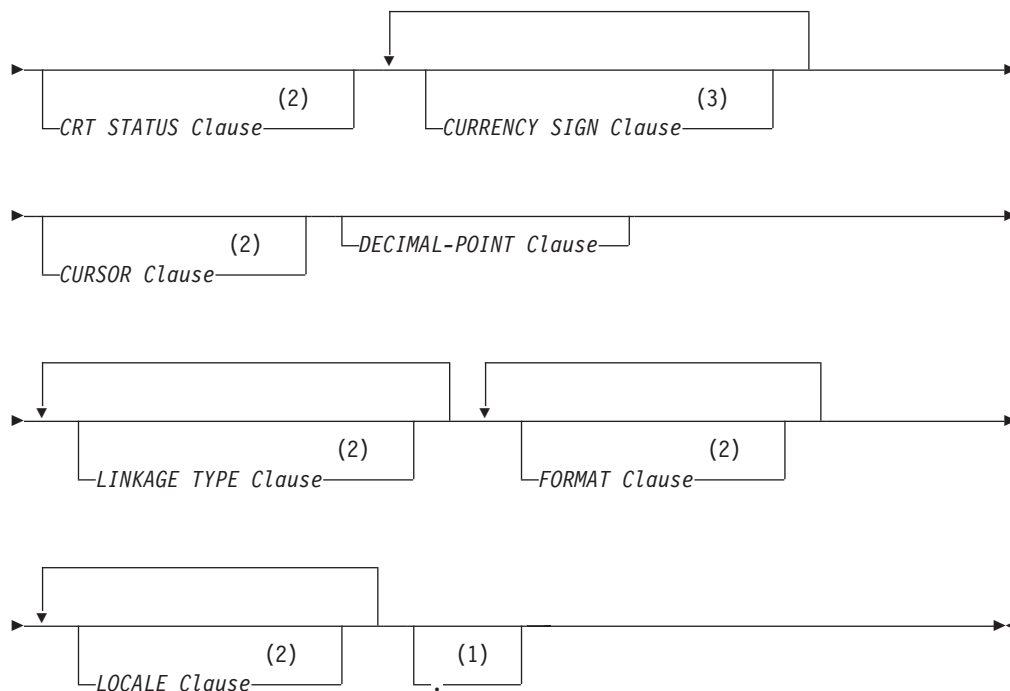 (2) (3)
CRT STATUS Clause CURRENCY SIGN Clause
(2)
CURSOR Clause DECIMAL-POINT Clause
(2) (2)
LINKAGE TYPE Clause FORMAT Clause
(2) (1)
LOCALE Clause .